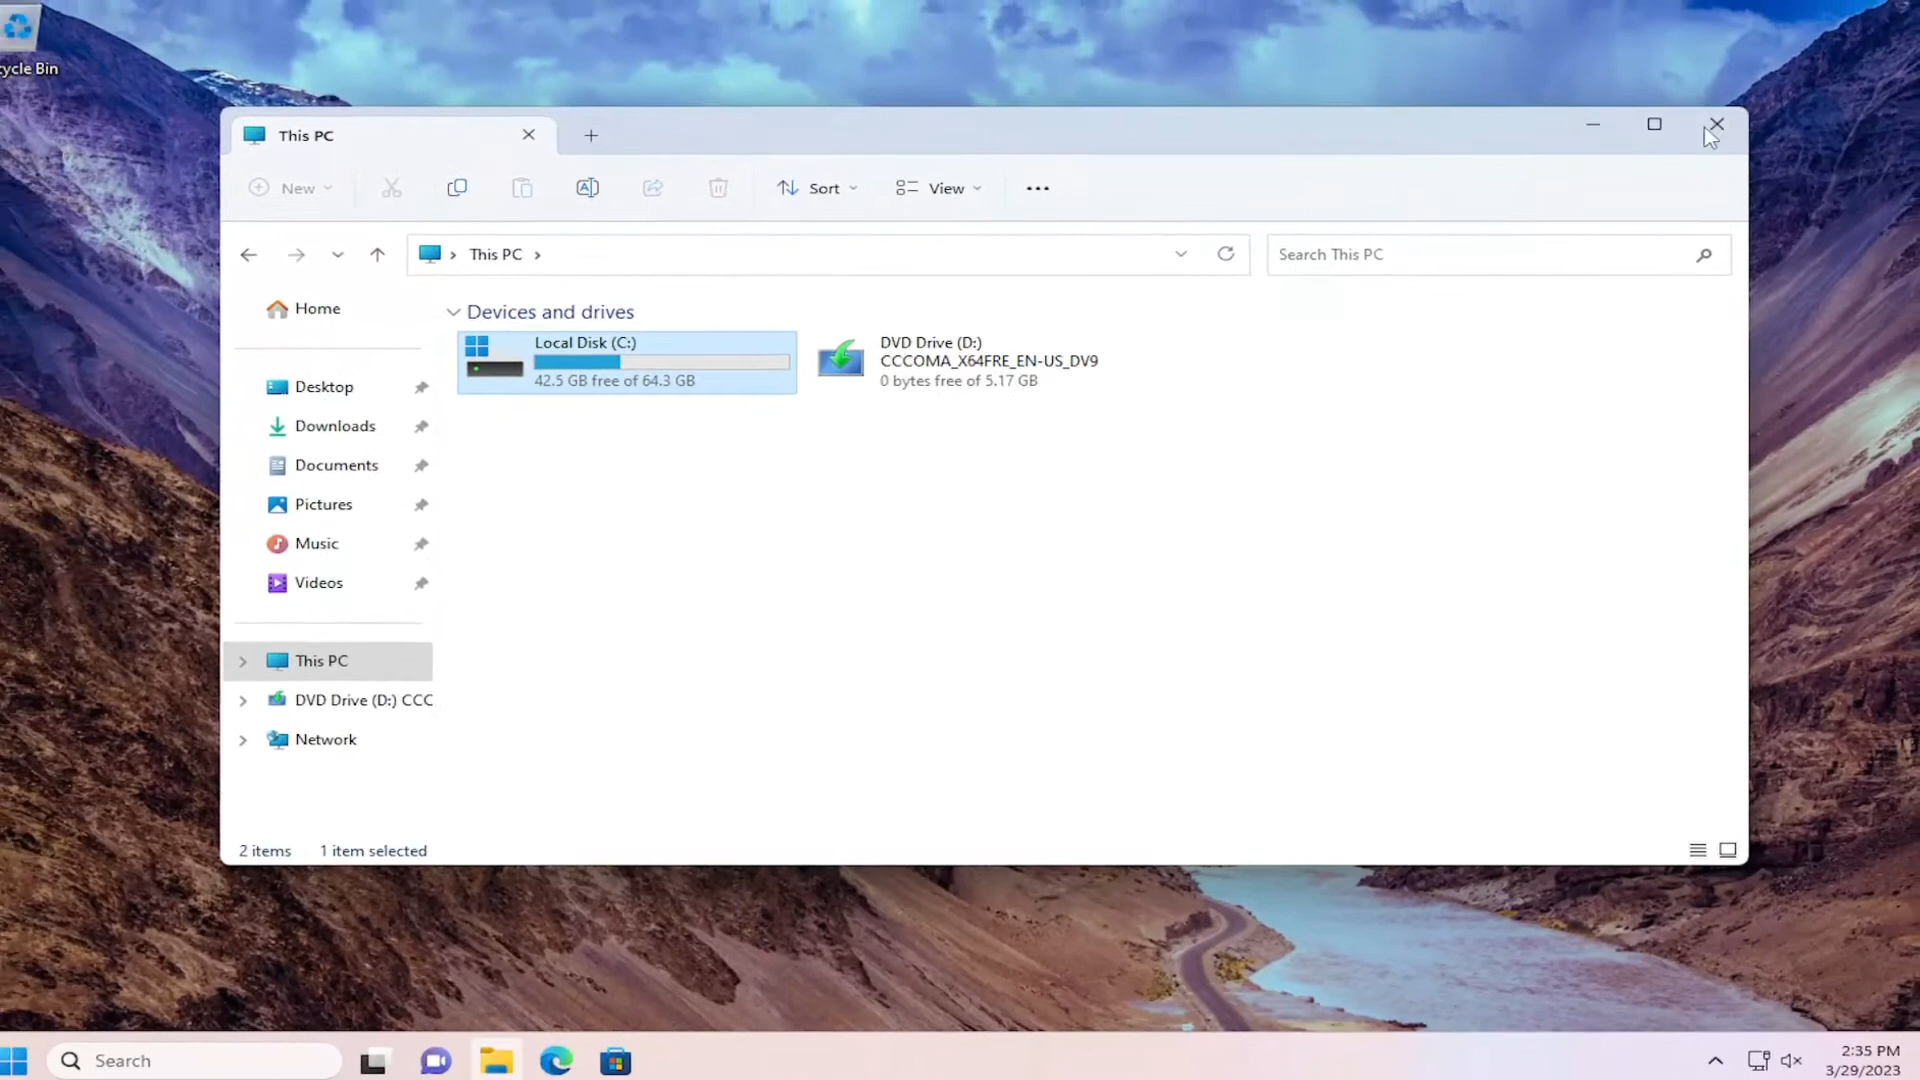 cycle Bin
This PC
New
Sort
View
This PC
Search This PC
Home
Desktop
Downloads
Documents
Pictures
Music
Videos
This PC
DVD Drive (D:) CCC
Network
Devices and drives
Local Disk (C:)
42.5 GB free of 64.3 GB
DVD Drive (D:)
CCCOMA_X64FRE_EN-US_DV9
0 bytes free of 5.17 GB
2 items 1 item selected
Search
2:35 PM
3/29/2023